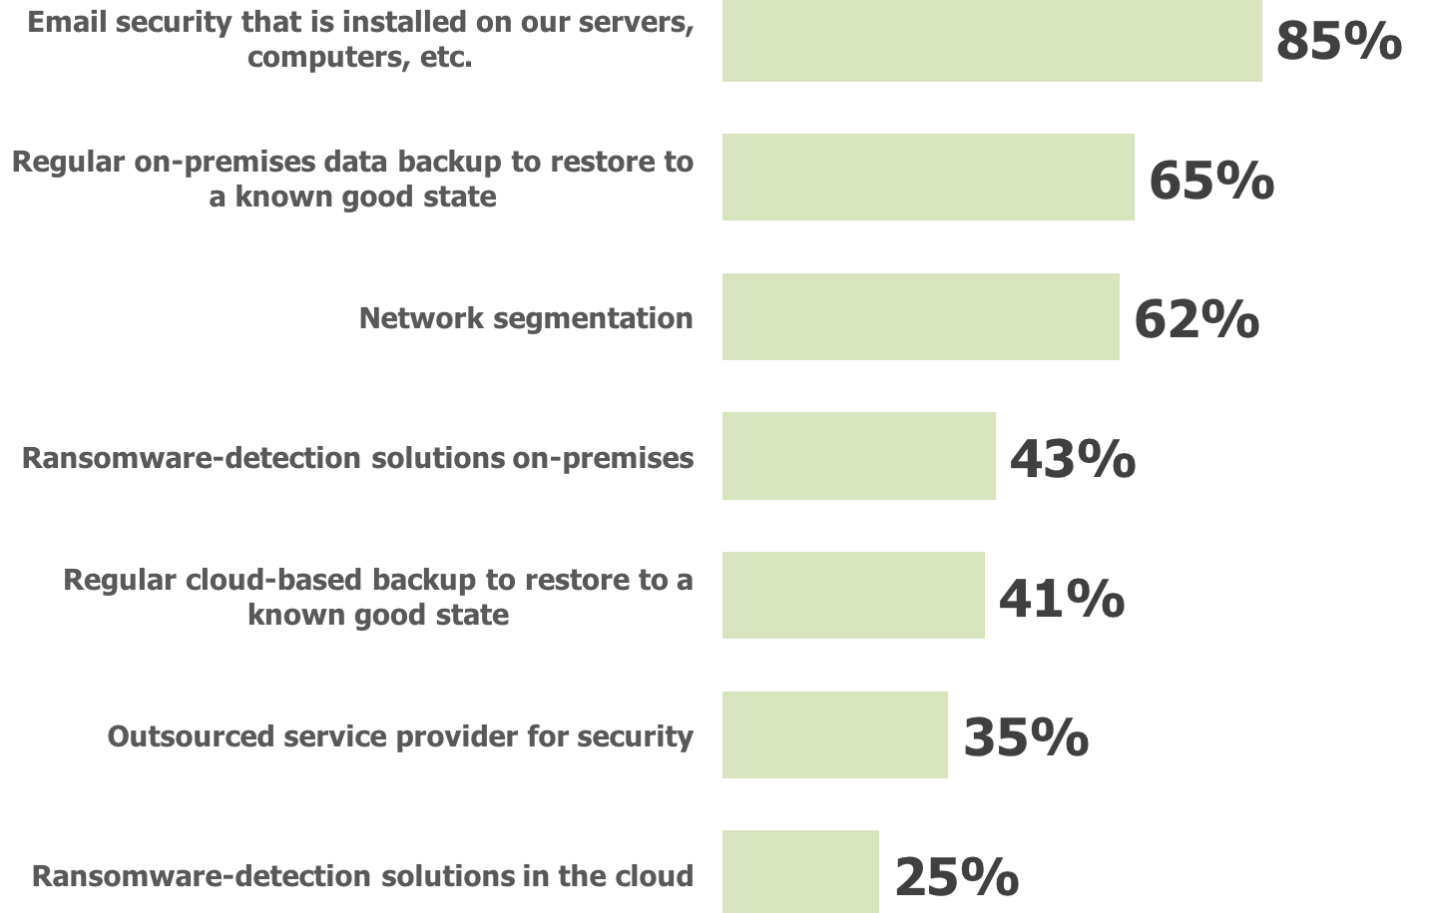 Email security that is installed on our servers,
computers, etc.
85%
Regular on-premises data backup to restore to
a known good state
65%
Network segmentation
62%
Ransomware-detection solutions on-premises
43%
Regular cloud-based backup to restore to a
known good state
41%
Outsourced service provider for security
35%
Ransomware-detection solutions in the cloud
25%